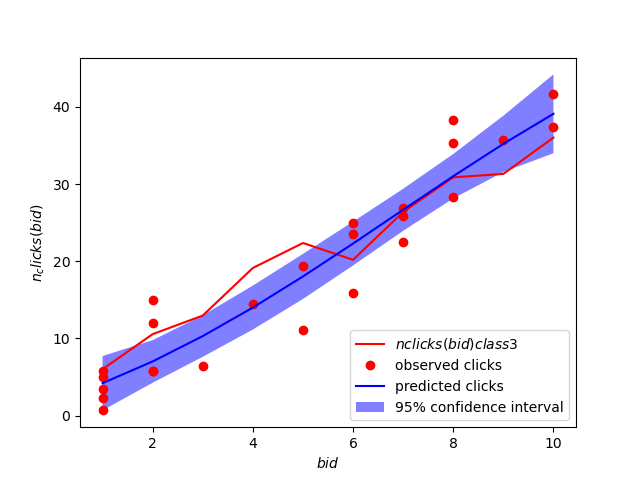 n_clicks(bid)
40
30
20
10
0
nclicks(bid)class3
observed clicks
predicted clicks
95% confidence interval
2 4 6 8 10
bid